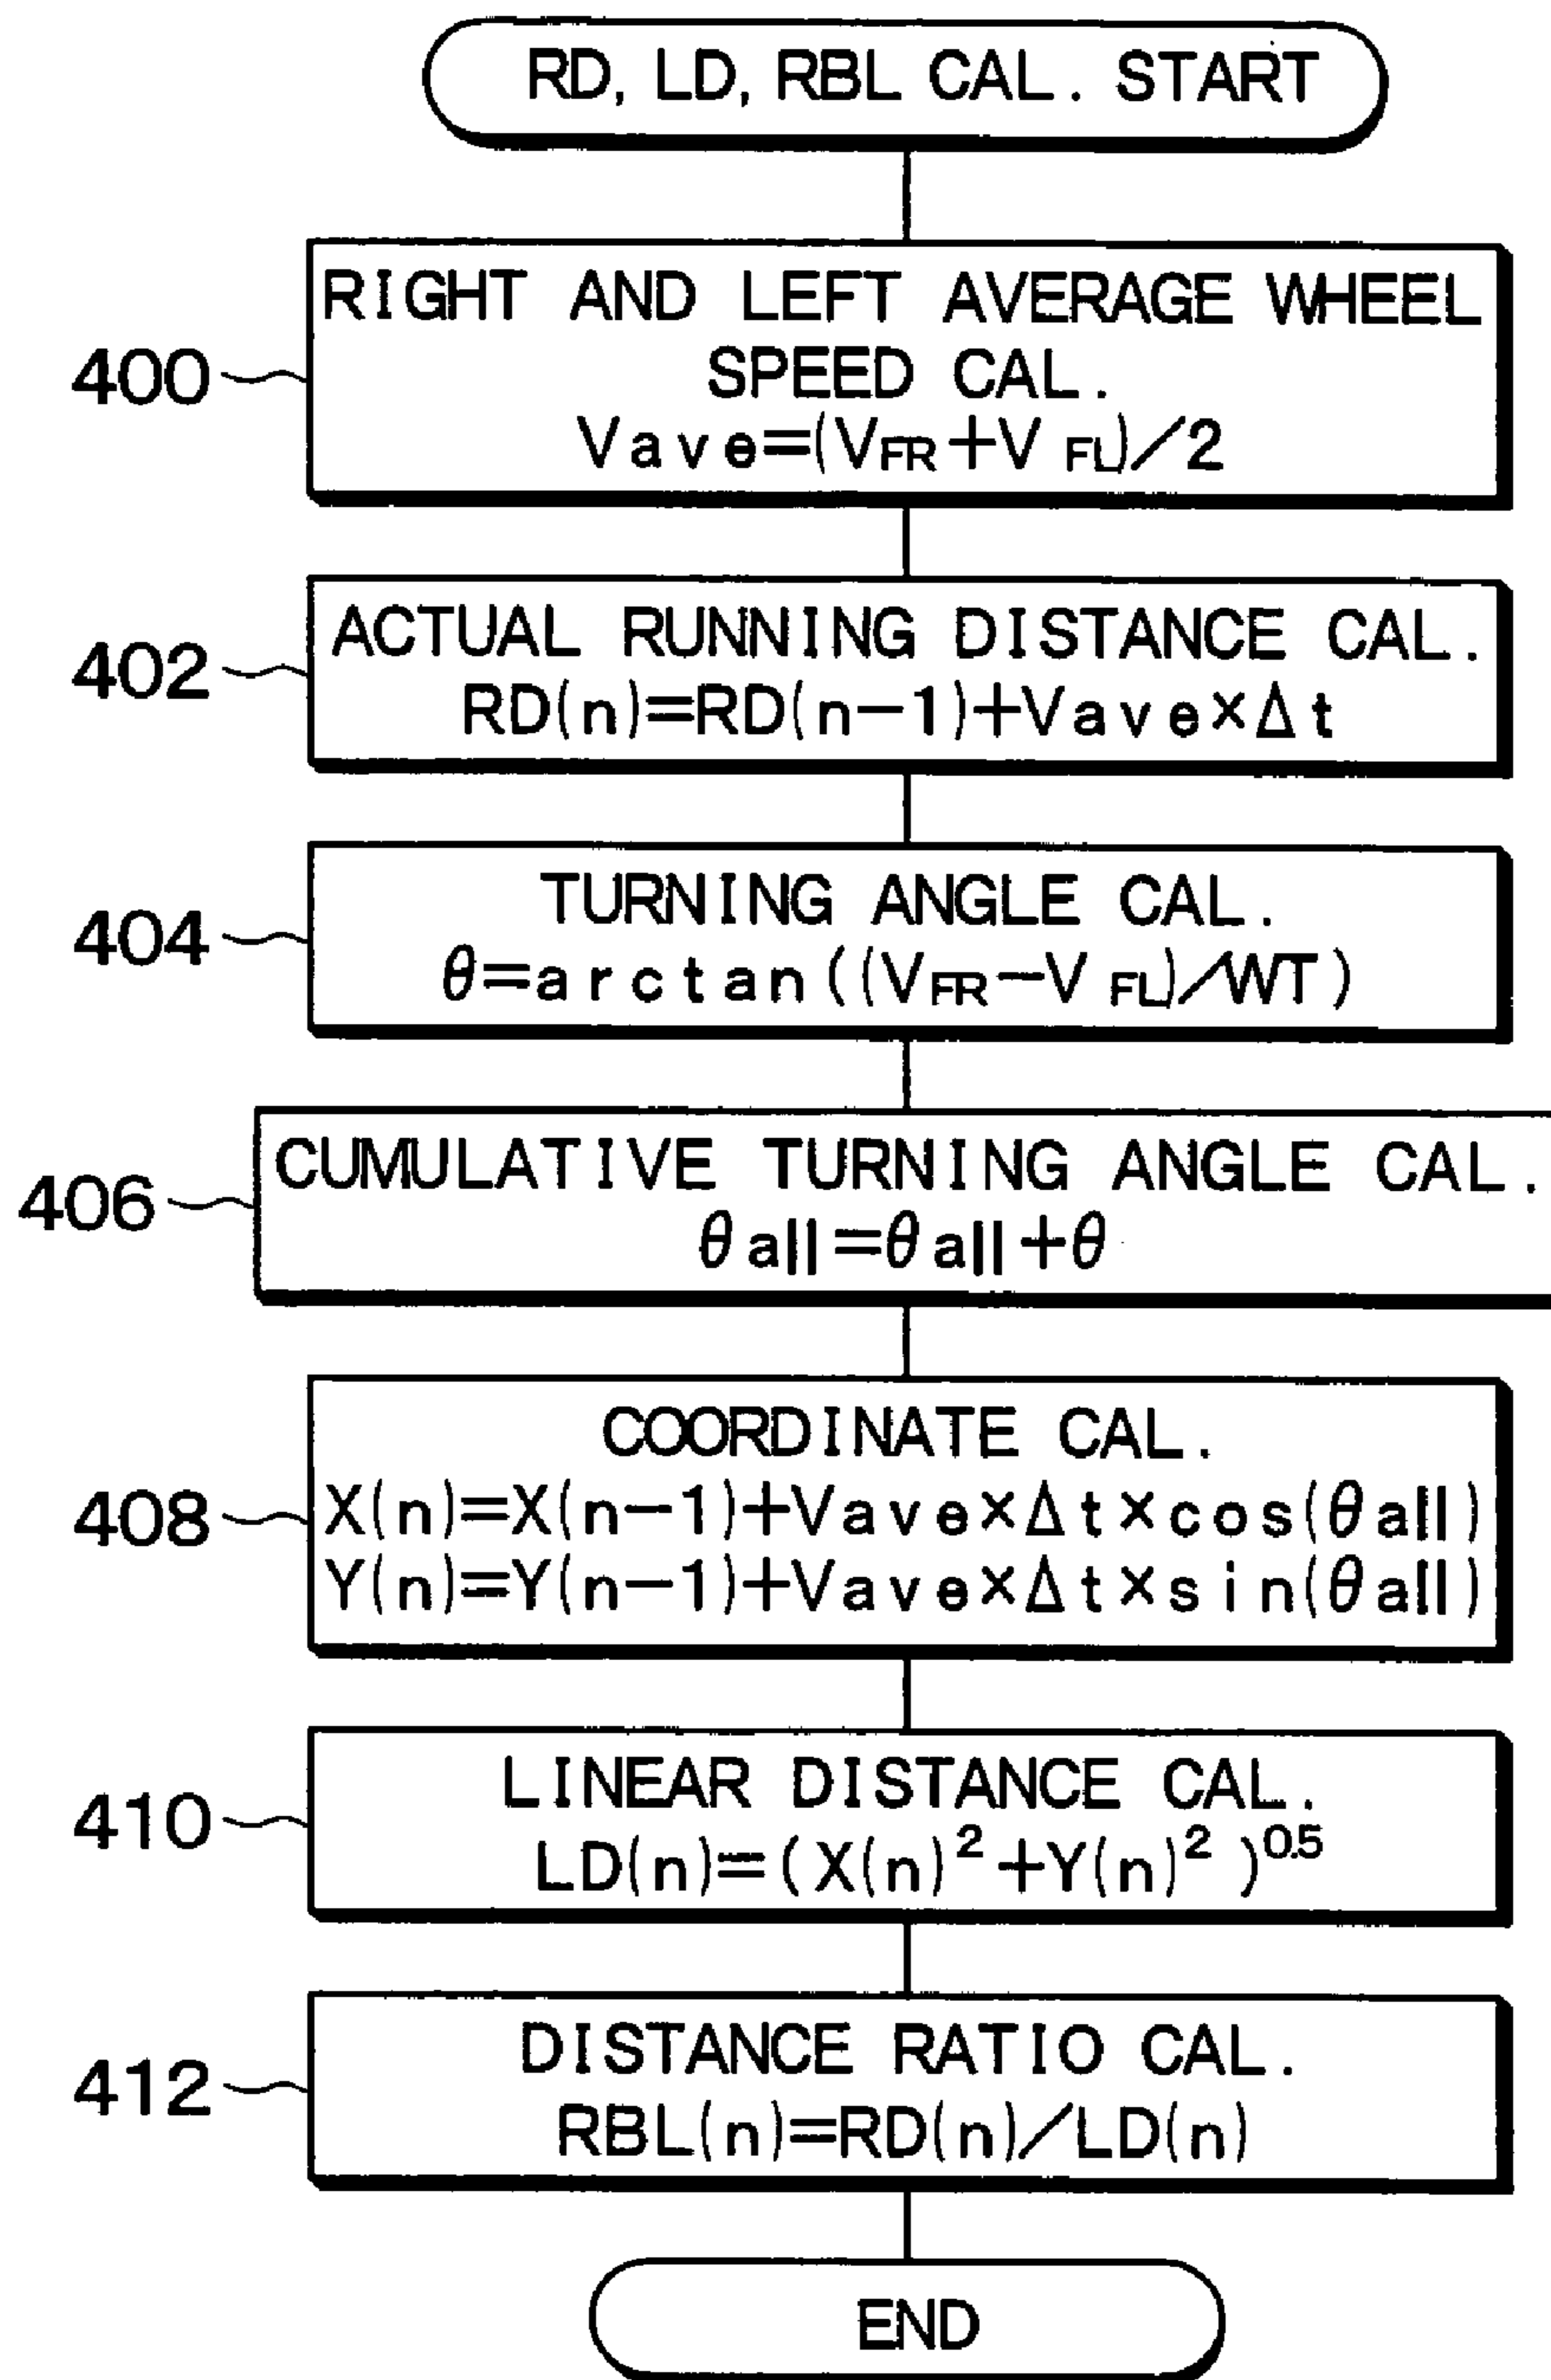 RD, LD, RBL CAL. START
400
RIGHT AND LEFT AVERAGE WHEEL
SPEED CAL.
Vave=(VFR+VFL)/2
402
ACTUAL RUNNING DISTANCE CAL.
RD(n)=RD(n-1)+Vave×Δt
404
TURNING ANGLE CAL.
θ=arctan((VFR-VFL)/WT)
406
CUMULATIVE TURNING ANGLE CAL.
θall=θall+θ
408
COORDINATE CAL.
X(n)=X(n-1)+Vave×Δt×cos(θall)
Y(n)=Y(n-1)+Vave×Δt×sin(θall)
410
LINEAR DISTANCE CAL.
LD(n)=(X(n)²+Y(n)²)⁰·⁵
412
DISTANCE RATIO CAL.
RBL(n)=RD(n)/LD(n)
END